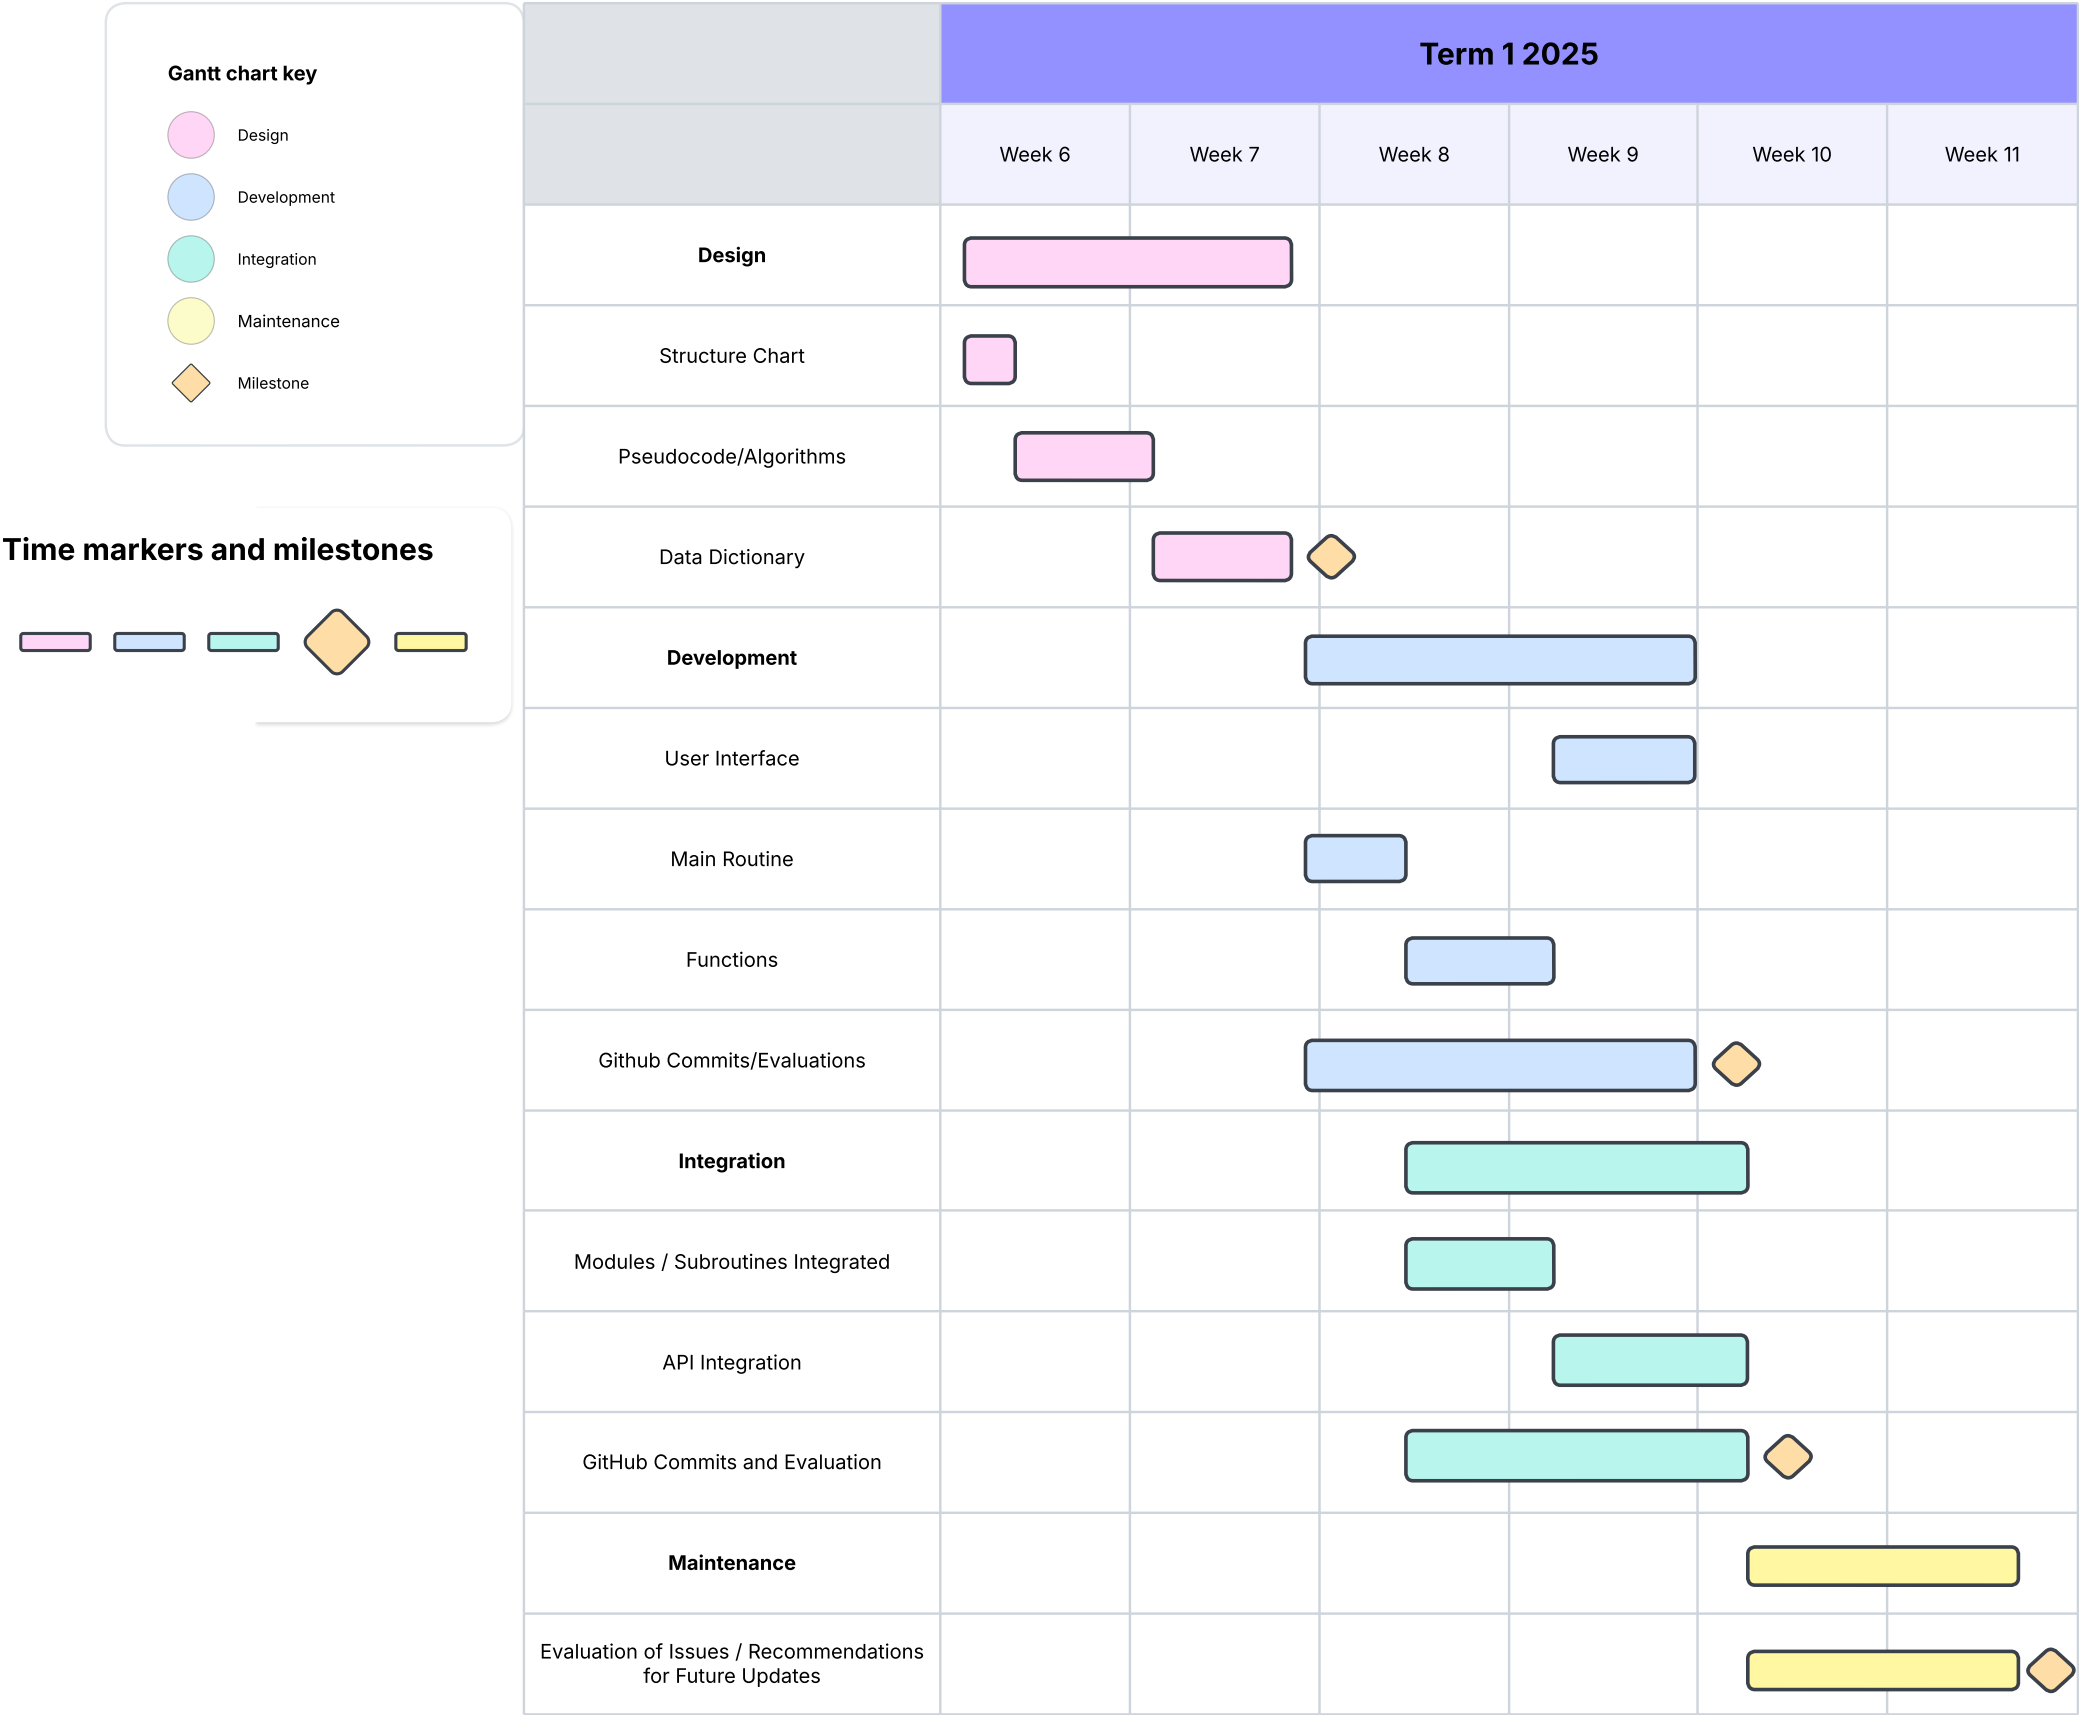 Gantt chart key
Design
Development
Integration
Maintenance
Milestone
Time markers and milestones
Term 1 2025
Week 6
Week 7
Week 8
Week 9
Week 10
Week 11
Design
Structure Chart
Pseudocode/Algorithms
Data Dictionary
Development
User Interface
Main Routine
Functions
Github Commits/Evaluations
Integration
Modules / Subroutines Integrated
API Integration
GitHub Commits and Evaluation
Maintenance
Evaluation of Issues / Recommendations
for Future Updates